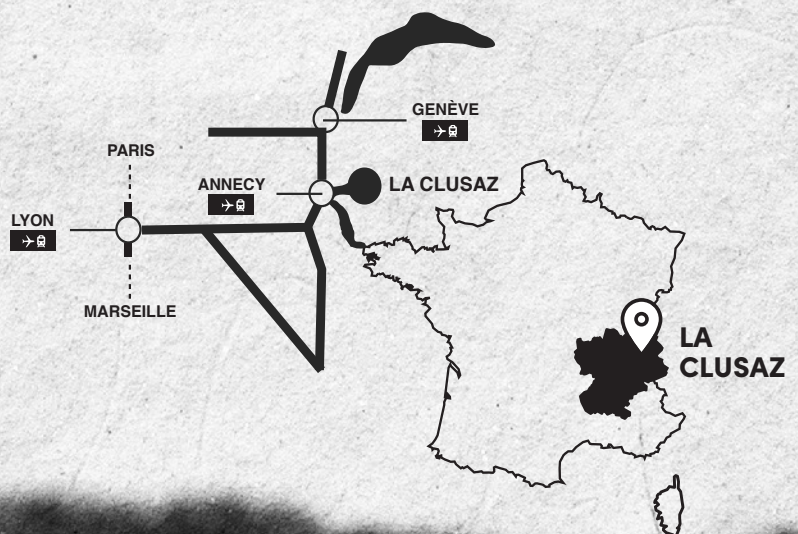 GENÈVE
PARIS
ANNECY
LA CLUSAZ
LYON
MARSEILLE
LA
CLUSAZ